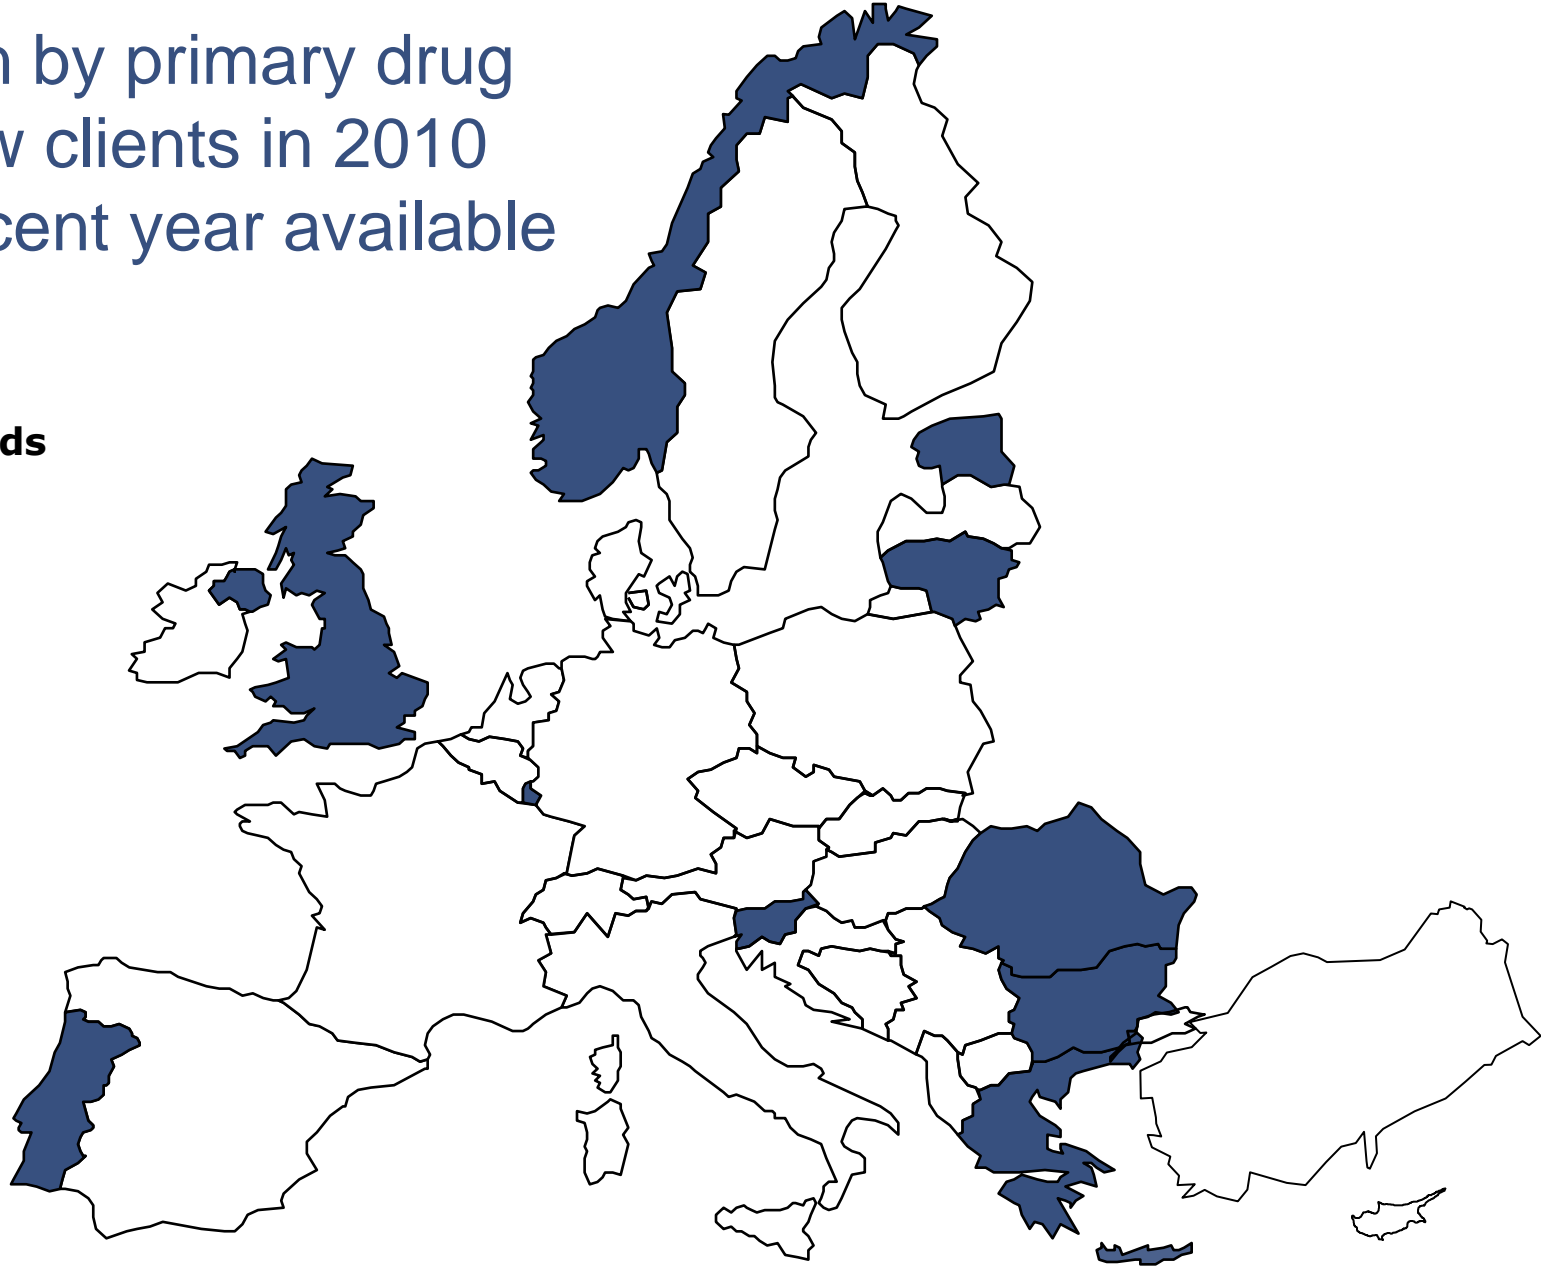 n by primary drug
w clients in 2010
cent year available
ds